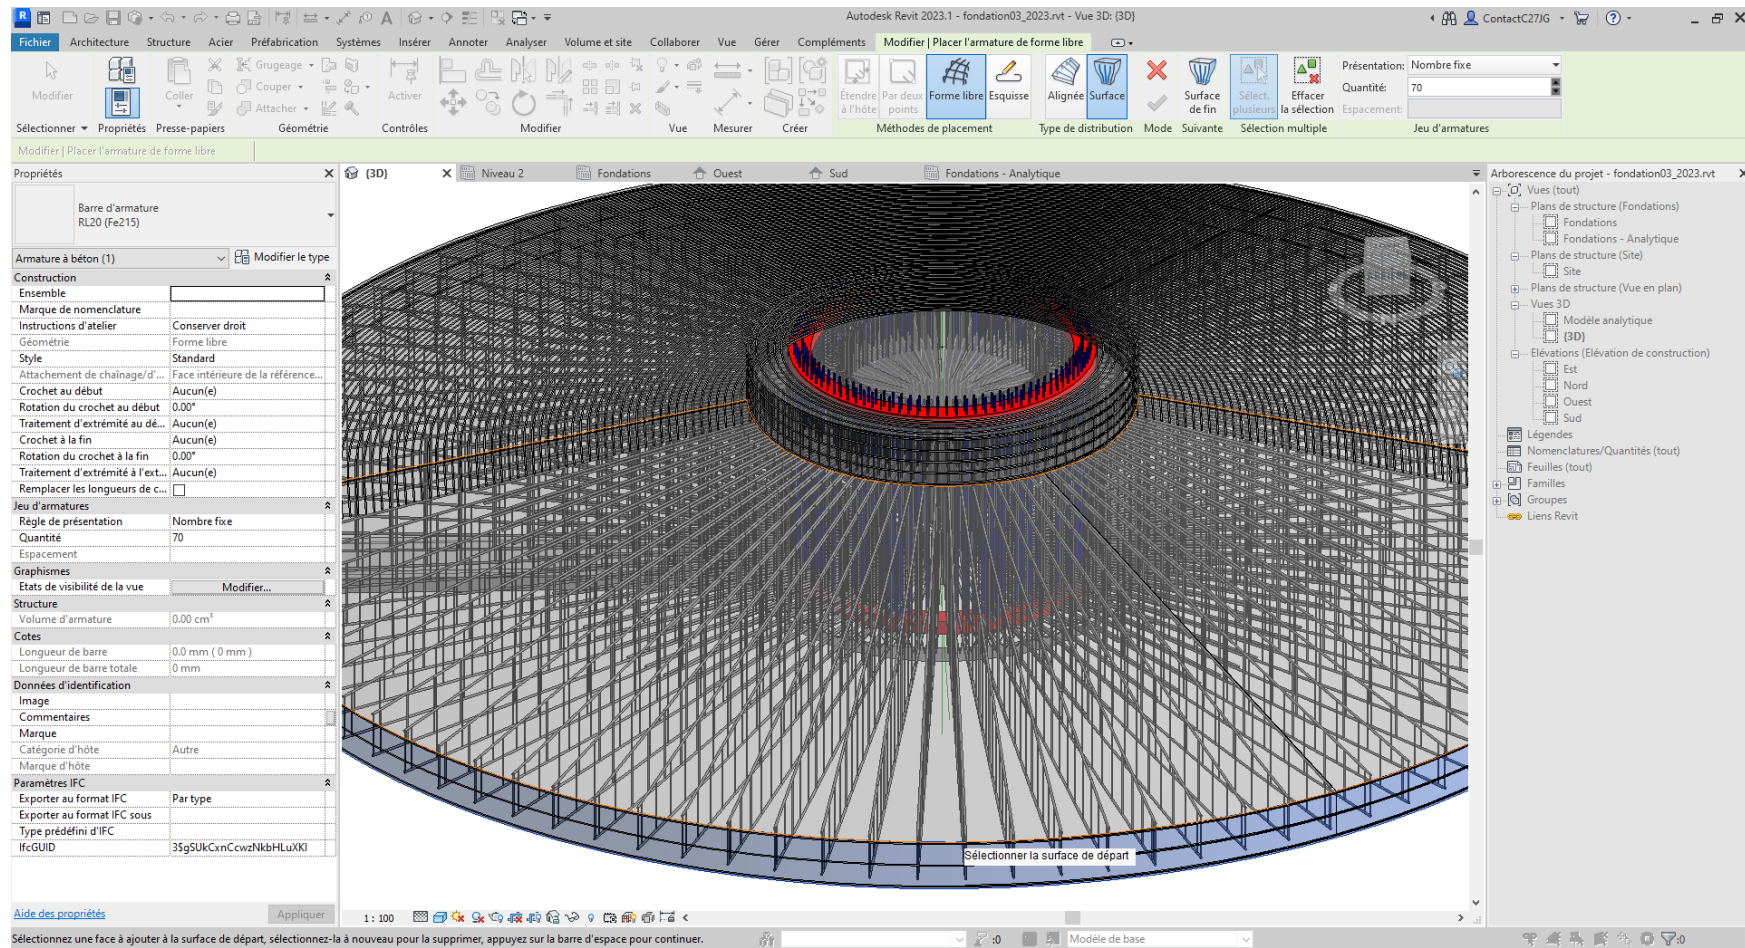 Autodesk Revit 2023.1 - fondation03_2023.rvt - Vue 3D: {3D}
ContactC27JG
Fichier Architecture Structure Acier Préfabrication Systèmes Insérer Annoter Analyser Volume et site Collaborer Vue Gérer Compléments Modifier | Placer l'armature de forme libre
Modifier
Coller
Grugeage
Couper
Attacher
Activer
Étendre à l'hôte
Par deux points
Forme libre
Esquisse
Alignée
Surface
Surface de fin
Sélect. plusieurs
Effacer la sélection
Présentation: Nombre fixe
Quantité: 70
Espacement:
Sélectionner Propriétés Presse-papiers Géométrie Contrôles Modifier Vue Mesurer Créer Méthodes de placement Type de distribution Mode Suivante Sélection multiple Jeu d'armatures
Modifier | Placer l'armature de forme libre
Propriétés
Barre d'armature
RL20 (Fe215)
Armature à béton (1) Modifier le type
Construction
Ensemble
Marque de nomenclature
Instructions d'atelier Conserver droit
Géométrie Forme libre
Style Standard
Attachement de chaînage/d'... Face intérieure de la référence...
Crochet au début Aucun(e)
Rotation du crochet au début 0.00°
Traitement d'extrémité au dé... Aucun(e)
Crochet à la fin Aucun(e)
Rotation du crochet à la fin 0.00°
Traitement d'extrémité à l'ext... Aucun(e)
Remplacer les longueurs de c...
Jeu d'armatures
Règle de présentation Nombre fixe
Quantité 70
Espacement
Graphismes
Etats de visibilité de la vue Modifier...
Structure
Volume d'armature 0.00 cm³
Cotes
Longueur de barre 0.0 mm ( 0 mm )
Longueur de barre totale 0 mm
Données d'identification
Image
Commentaires
Marque
Catégorie d'hôte Autre
Marque d'hôte
Paramètres IFC
Exporter au format IFC Par type
Exporter au format IFC sous
Type prédéfini d'IFC
IfcGUID 3$gSUkCxnCcwzNkbHLuXKl
Aide des propriétés Appliquer
{3D} Niveau 2 Fondations Ouest Sud Fondations - Analytique
Sélectionner la surface de départ
1 : 100
Arborescence du projet - fondation03_2023.rvt
Vues (tout)
Plans de structure (Fondations)
Fondations
Fondations - Analytique
Plans de structure (Site)
Site
Plans de structure (Vue en plan)
Vues 3D
Modèle analytique
{3D}
Elévations (Elévation de construction)
Est
Nord
Ouest
Sud
Légendes
Nomenclatures/Quantités (tout)
Feuilles (tout)
Familles
Groupes
Liens Revit
Sélectionnez une face à ajouter à la surface de départ, sélectionnez-la à nouveau pour la supprimer, appuyez sur la barre d'espace pour continuer. :0 Modèle de base :0